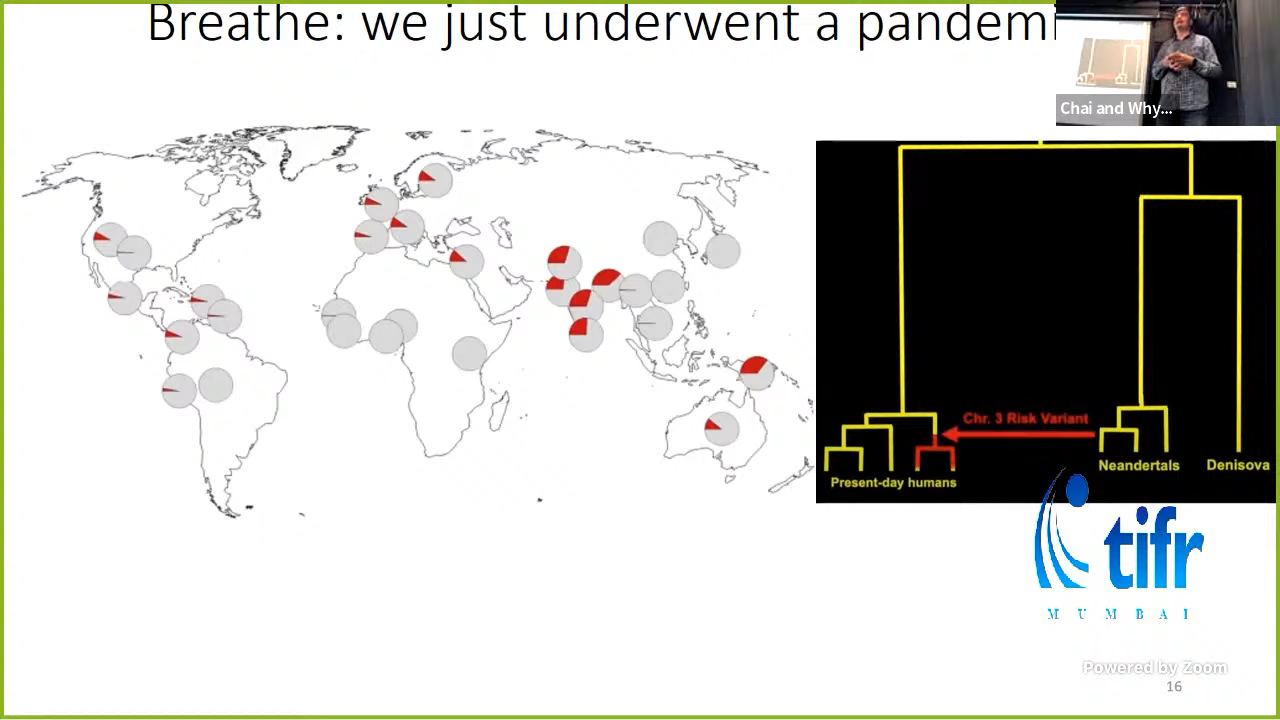 Breathe: we just underwent a pandemi
Chai and Why...
Chr. 3 Risk Variant
Neandertals
Denisova
Present-day humans
tifr
MUMBAI
Powered by Zoom
16